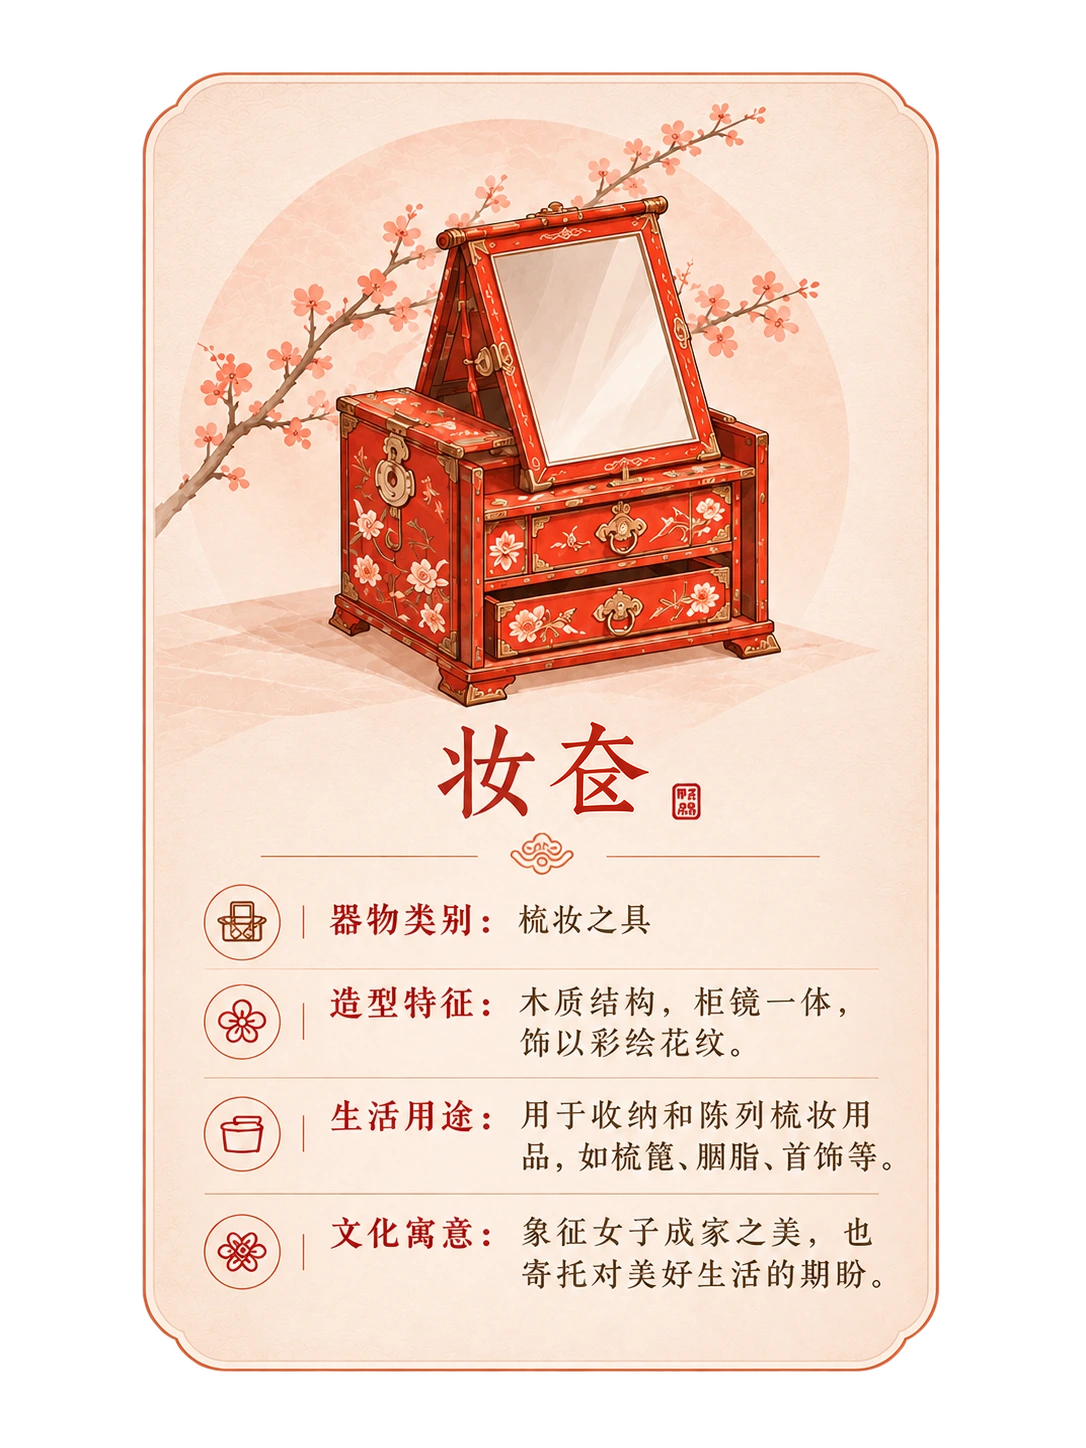 妆奁
器物类别：梳妆之具
造型特征：木质结构，柜镜一体，
饰以彩绘花纹。
生活用途：用于收纳和陈列梳妆用
品，如梳篦、胭脂、首饰等。
文化寓意：象征女子成家之美，也
寄托对美好生活的期盼。